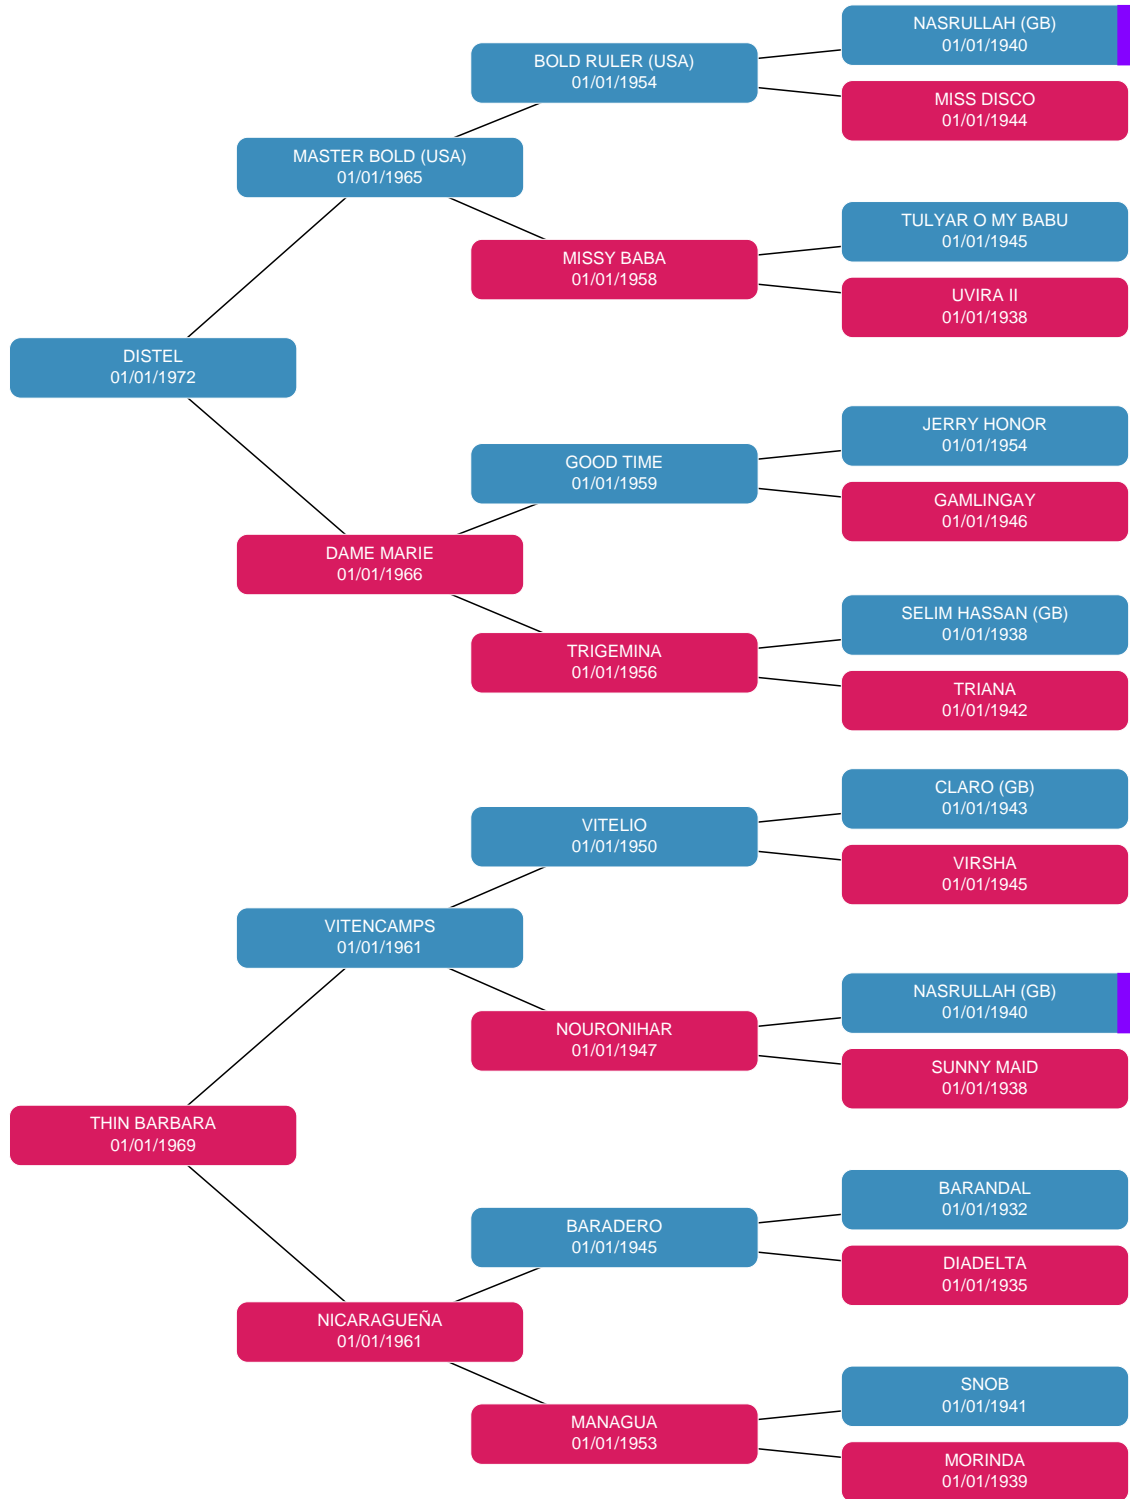 NASRULLAH (GB)
01/01/1940
BOLD RULER (USA)
01/01/1954
MISS DISCO
01/01/1944
MASTER BOLD (USA)
01/01/1965
TULYAR O MY BABU
01/01/1945
MISSY BABA
01/01/1958
UVIRA II
01/01/1938
DISTEL
01/01/1972
JERRY HONOR
01/01/1954
GOOD TIME
01/01/1959
GAMLINGAY
01/01/1946
DAME MARIE
01/01/1966
SELIM HASSAN (GB)
01/01/1938
TRIGEMINA
01/01/1956
TRIANA
01/01/1942
CLARO (GB)
01/01/1943
VITELIO
01/01/1950
VIRSHA
01/01/1945
VITENCAMPS
01/01/1961
NASRULLAH (GB)
01/01/1940
NOURONIHAR
01/01/1947
SUNNY MAID
01/01/1938
THIN BARBARA
01/01/1969
BARANDAL
01/01/1932
BARADERO
01/01/1945
DIADELTA
01/01/1935
NICARAGUEÑA
01/01/1961
SNOB
01/01/1941
MANAGUA
01/01/1953
MORINDA
01/01/1939